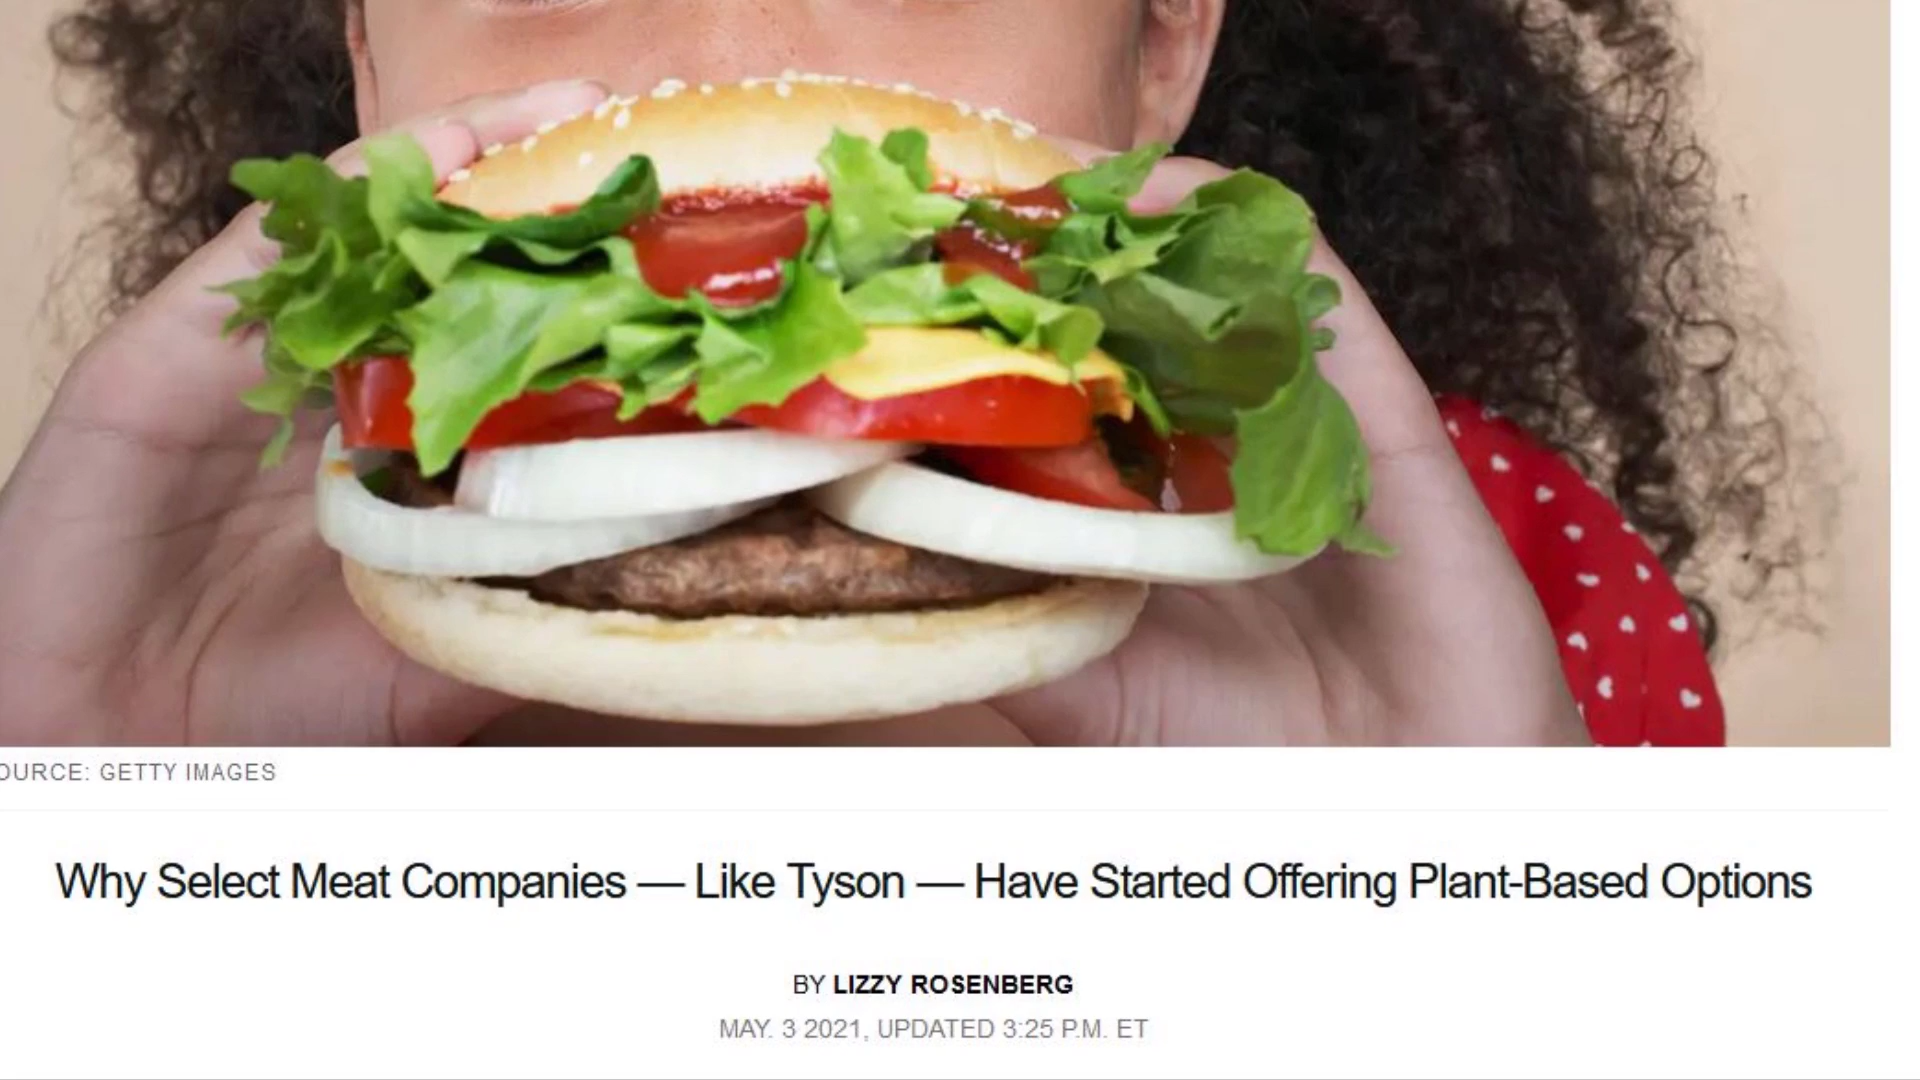 OURCE: GETTY IMAGES
Why Select Meat Companies — Like Tyson — Have Started Offering Plant-Based Options
BY LIZZY ROSENBERG
MAY. 3 2021, UPDATED 3:25 P.M. ET